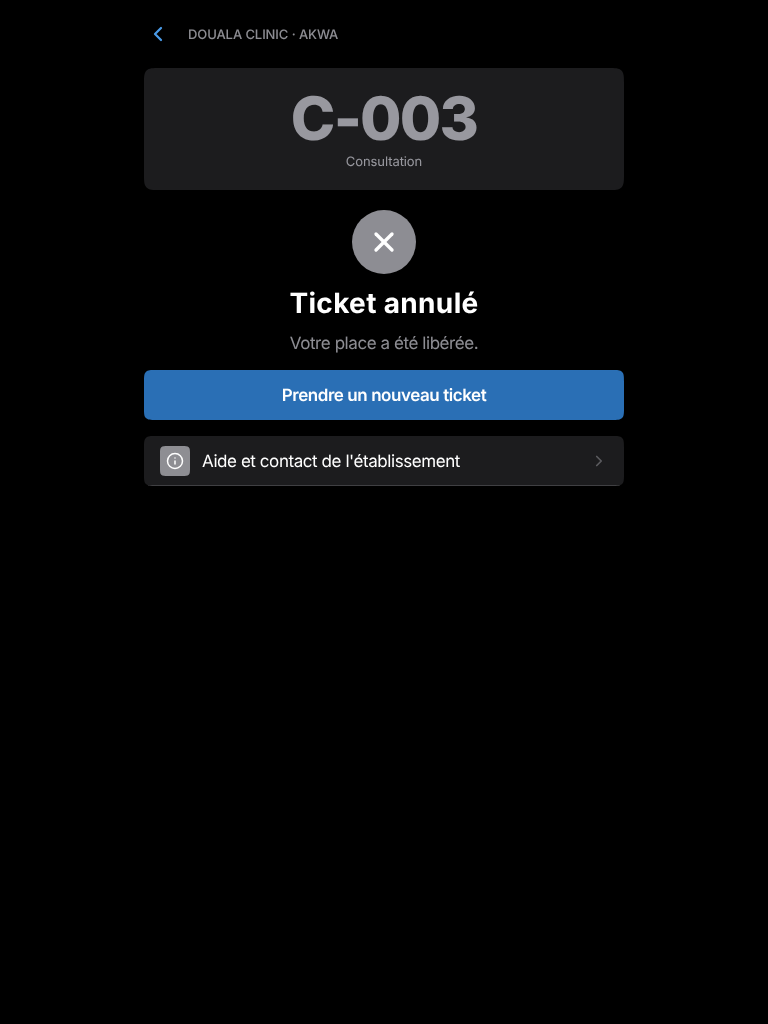 DOUALA CLINIC · AKWA
C-003
Consultation
Ticket annulé
Votre place a été libérée.
Prendre un nouveau ticket
Aide et contact de l'établissement